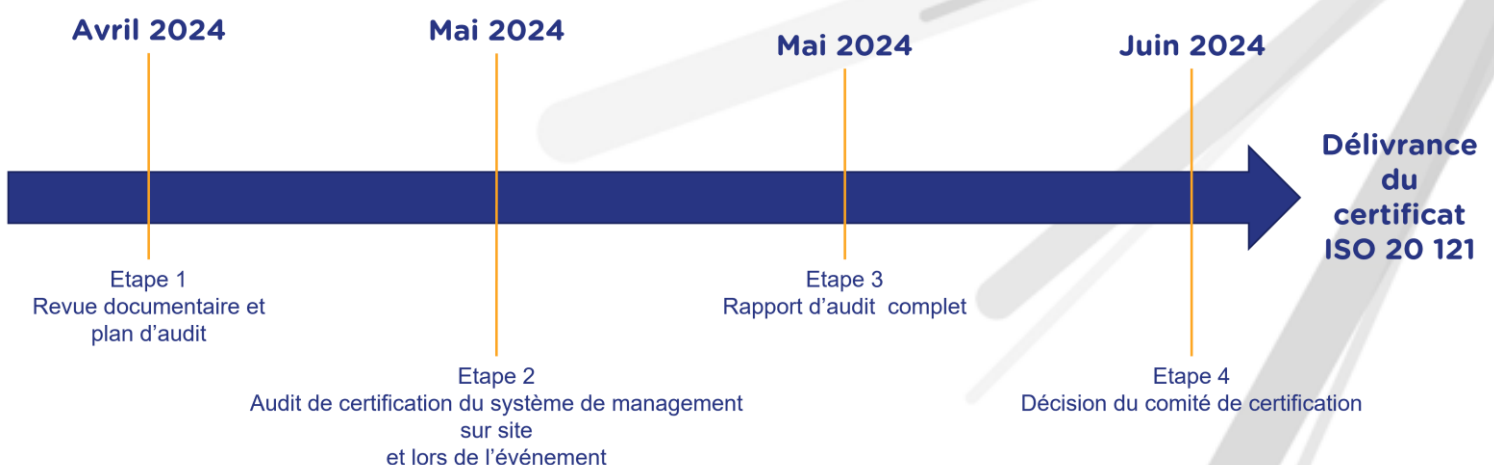 Avril 2024
Mai 2024
Mai 2024
Juin 2024
Délivrance
du
certificat
ISO 20 121
Etape 1
Revue documentaire et
plan d’audit
Etape 2
Audit de certification du système de management
sur site
et lors de l’événement
Etape 3
Rapport d’audit  complet
Etape 4
Décision du comité de certification